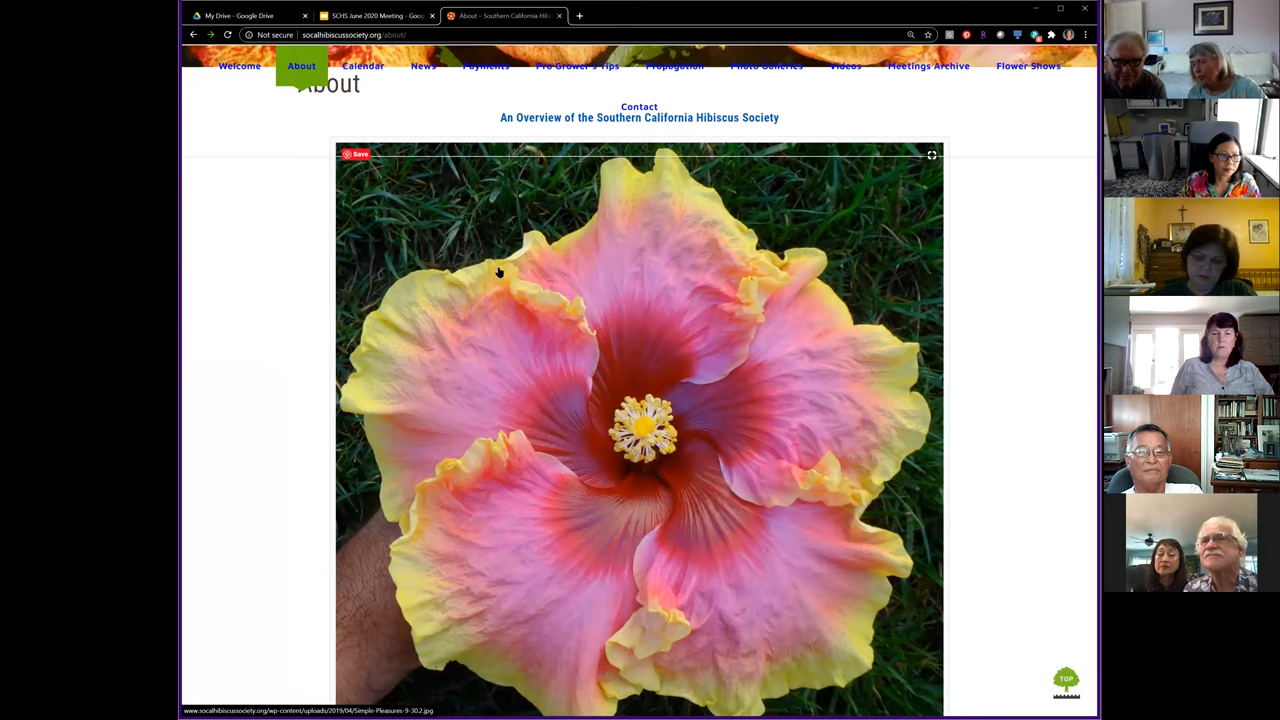 My Drive - Google Drive
SCHS June 2020 Meeting - Goo
About – Southern California Hib
Not secure
socalhibiscussociety.org/about/
Welcome
About
Calendar
News
Payments
Pro Grower's Tips
Propagation
Photo Galleries
Videos
Meetings Archive
Flower Shows
About
Contact
An Overview of the Southern California Hibiscus Society
Save
TOP
www.socalhibiscussociety.org/wp-content/uploads/2019/04/Simple-Pleasures-9-30.2.jpg